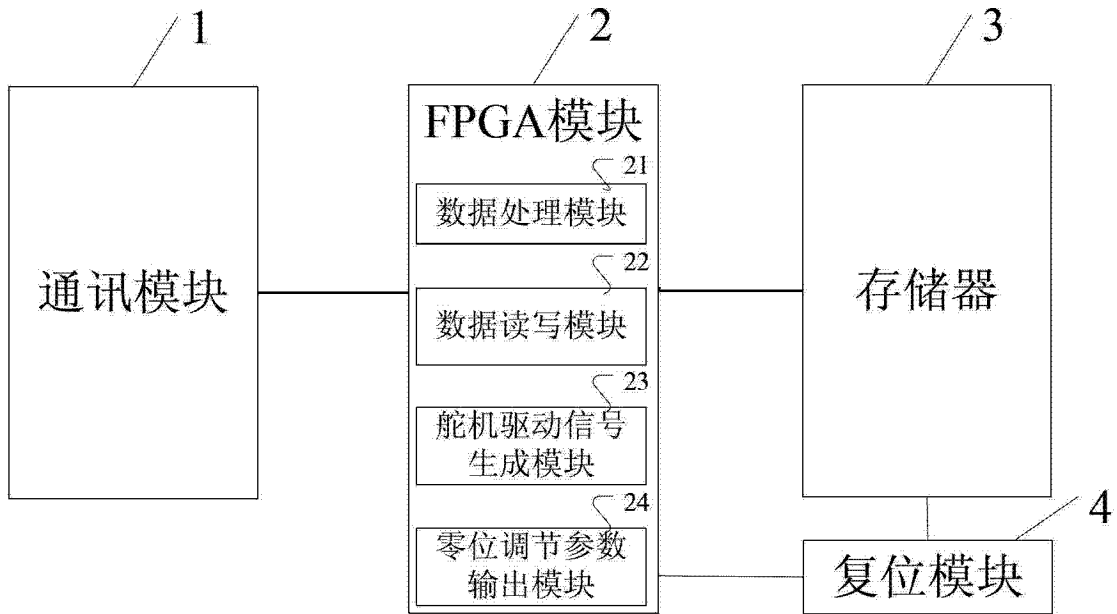 1
2
3
FPGA模块
21
数据处理模块
22
通讯模块
数据读写模块
存储器
23
舵机驱动信号
生成模块
24
4
零位调节参数
输出模块
复位模块